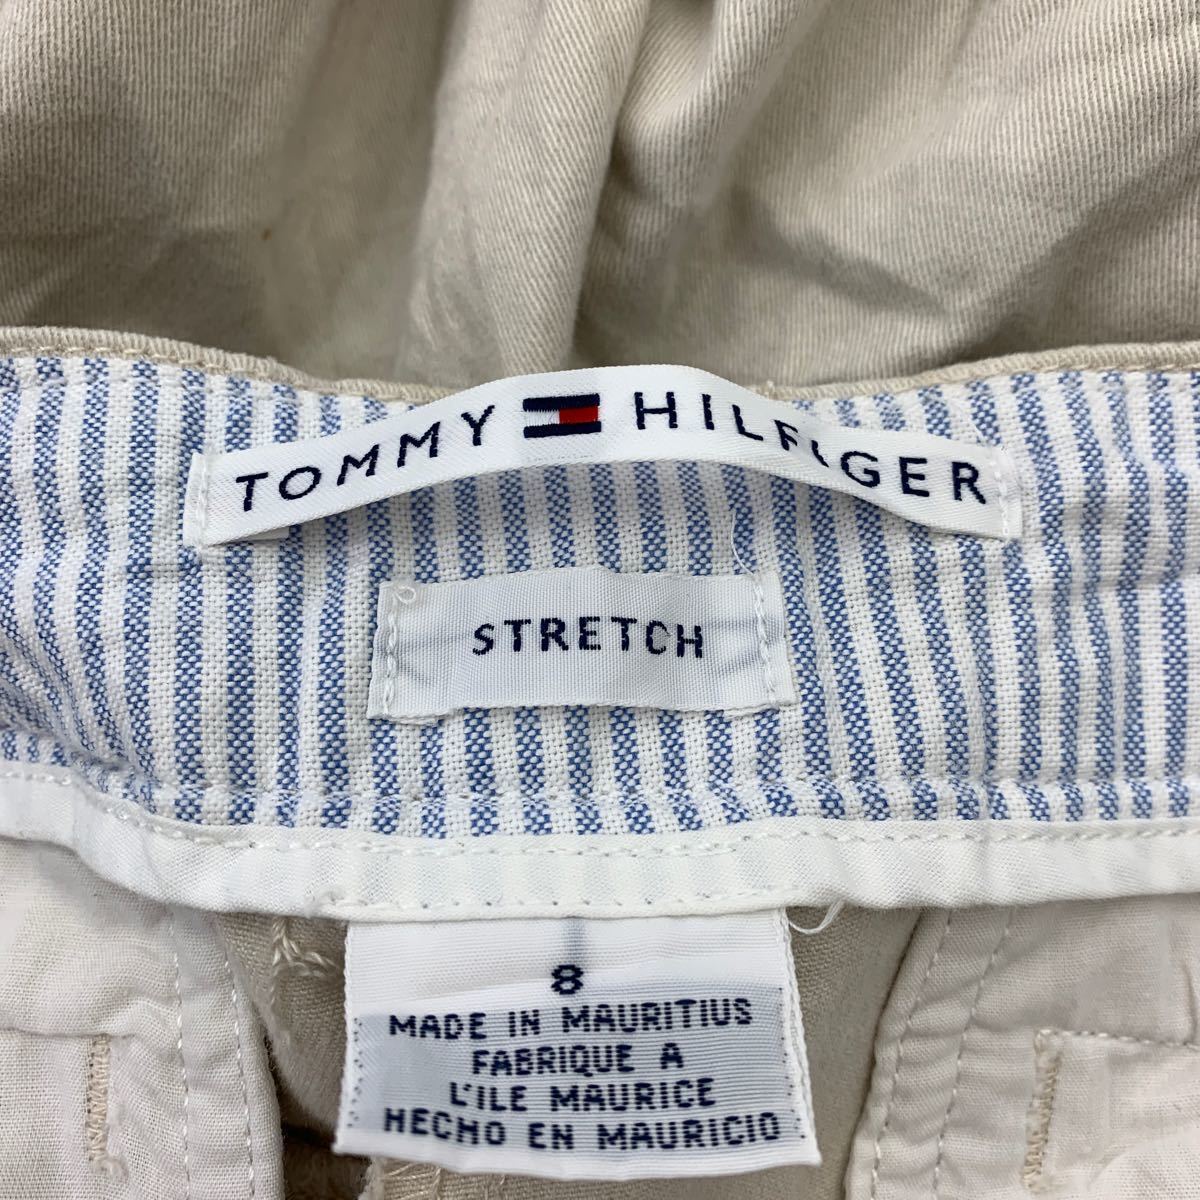 TOMMY HILFIGER
STRETCH
8
MADE IN MAURITIUS
FABRIQUE A
L'ILE MAURICE
HECHO EN MAURICIO